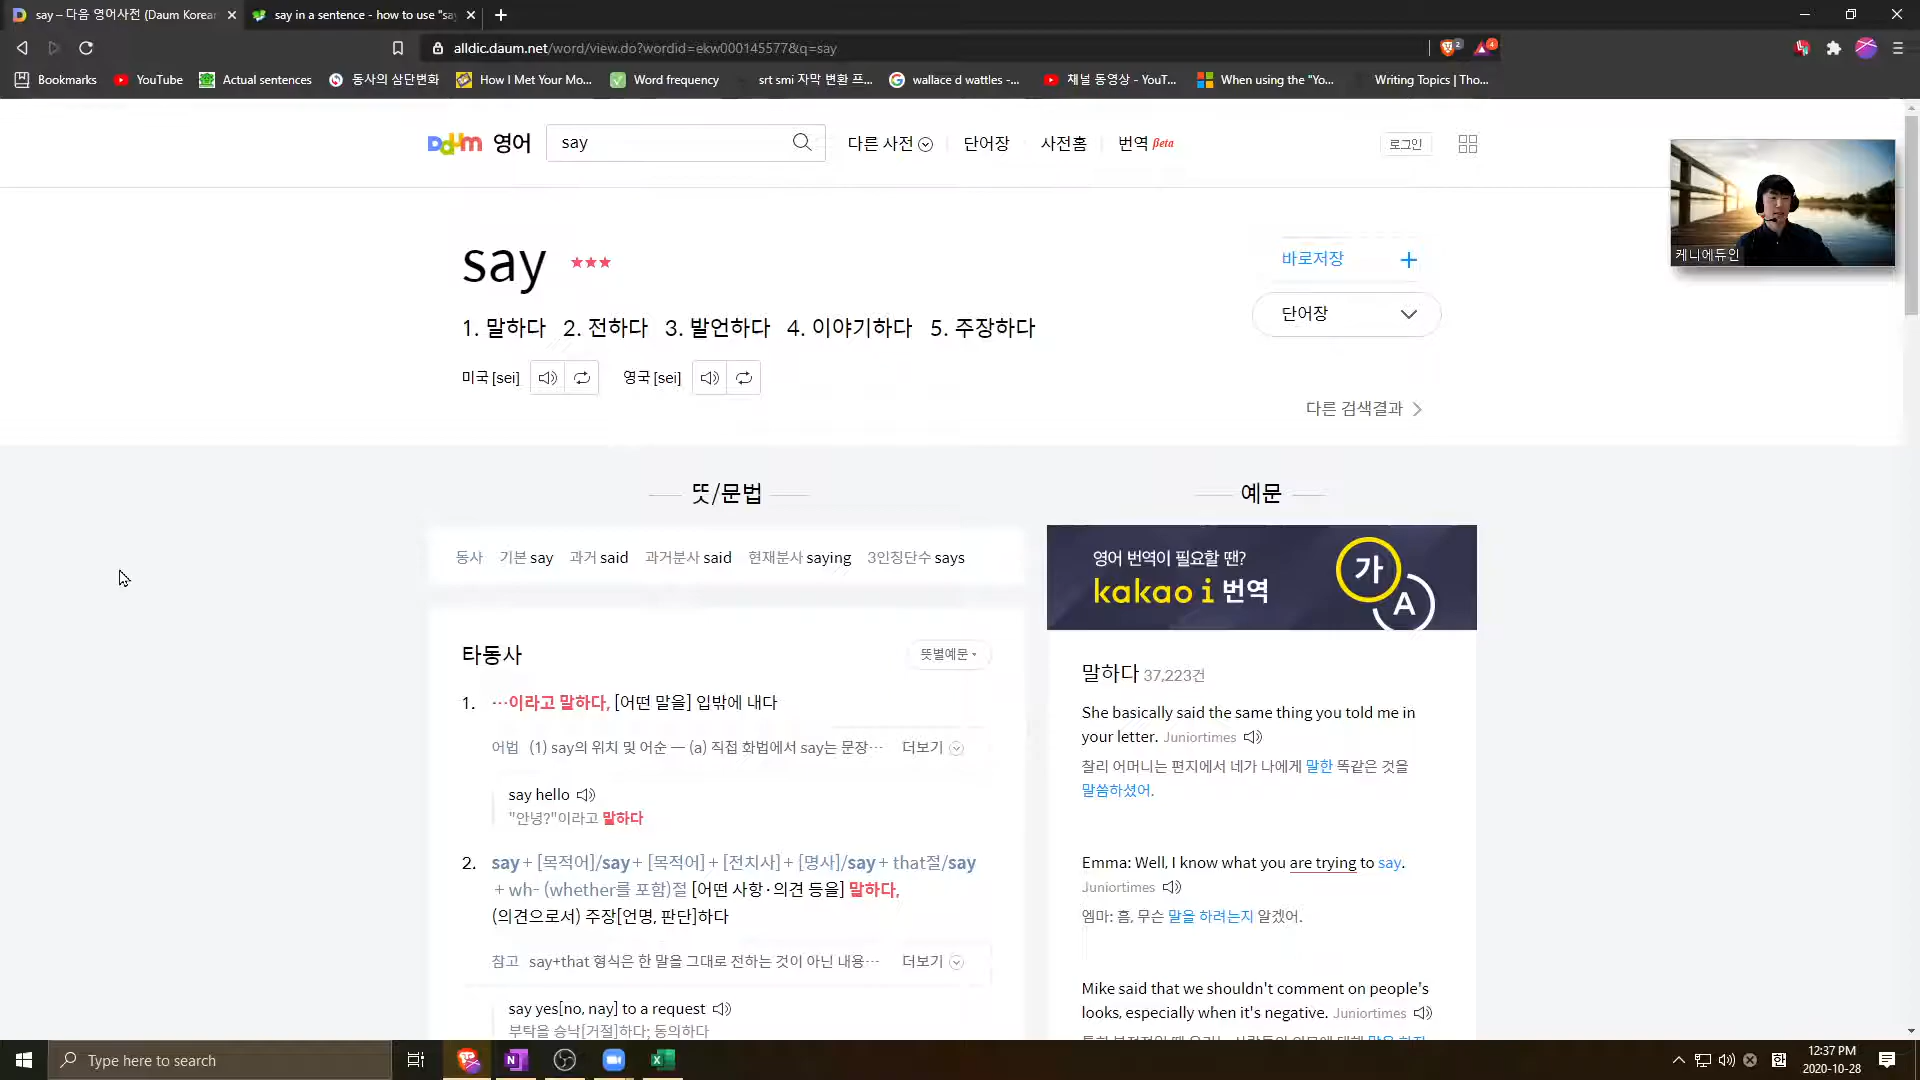 say – 다음 영어사전 (Daum Korean
say in a sentence - how to use "say
alldic.daum.net/word/view.do?wordid=ekw000145577&q=say
2
4
Bookmarks
YouTube
Actual sentences
동사의 삼단변화
How I Met Your Mo...
Word frequency
srt smi 자막 변환 프...
wallace d wattles -...
채널 동영상 - YouT...
When using the "Yo...
Writing Topics | Tho...
Daum 영어
say
다른 사전
단어장
사전홈
번역 βeta
로그인
케니에듀인
say ★★★
1. 말하다 2. 전하다 3. 발언하다 4. 이야기하다 5. 주장하다
미국 [sei]
영국 [sei]
바로저장
단어장
다른 검색결과
뜻/문법
동사 기본 say 과거 said 과거분사 said 현재분사 saying 3인칭단수 says
타동사
뜻별예문
1. …이라고 말하다, [어떤 말을] 입밖에 내다
어법 (1) say의 위치 및 어순 — (a) 직접 화법에서 say는 문장… 더보기
say hello
"안녕?"이라고 말하다
2. say + [목적어]/say + [목적어] + [전치사] + [명사]/say + that절/say
+ wh- (whether를 포함)절 [어떤 사항·의견 등을] 말하다,
(의견으로서) 주장[언명, 판단]하다
참고 say+that 형식은 한 말을 그대로 전하는 것이 아닌 내용… 더보기
say yes[no, nay] to a request
부탁을 승낙[거절]하다; 동의하다
예문
영어 번역이 필요할 땐?
kakao i 번역
가
A
말하다 37,223건
She basically said the same thing you told me in
your letter. Juniortimes
찰리 어머니는 편지에서 네가 나에게 말한 똑같은 것을
말씀하셨어.
Emma: Well, I know what you are trying to say.
Juniortimes
엠마: 흠, 무슨 말을 하려는지 알겠어.
Mike said that we shouldn't comment on people's
looks, especially when it's negative. Juniortimes
Type here to search
12:37 PM
2020-10-28